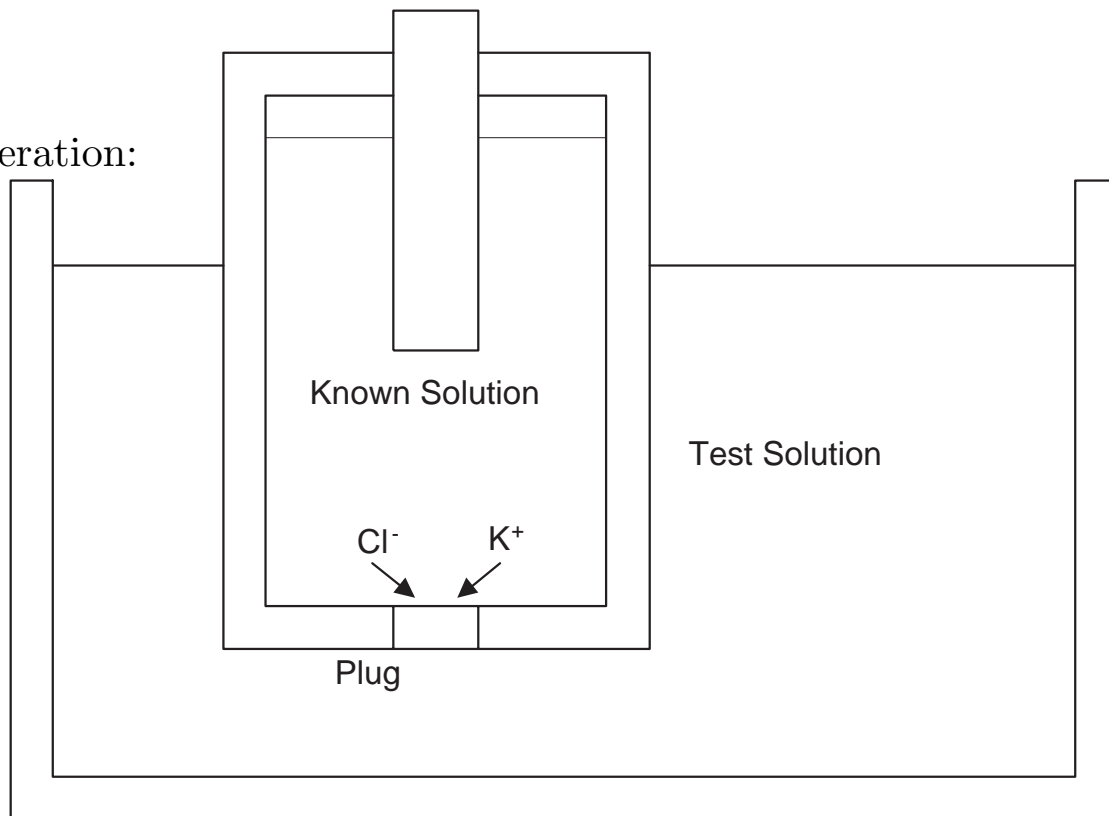 eration:
Known Solution
Test Solution
Cl⁻ K⁺
Plug